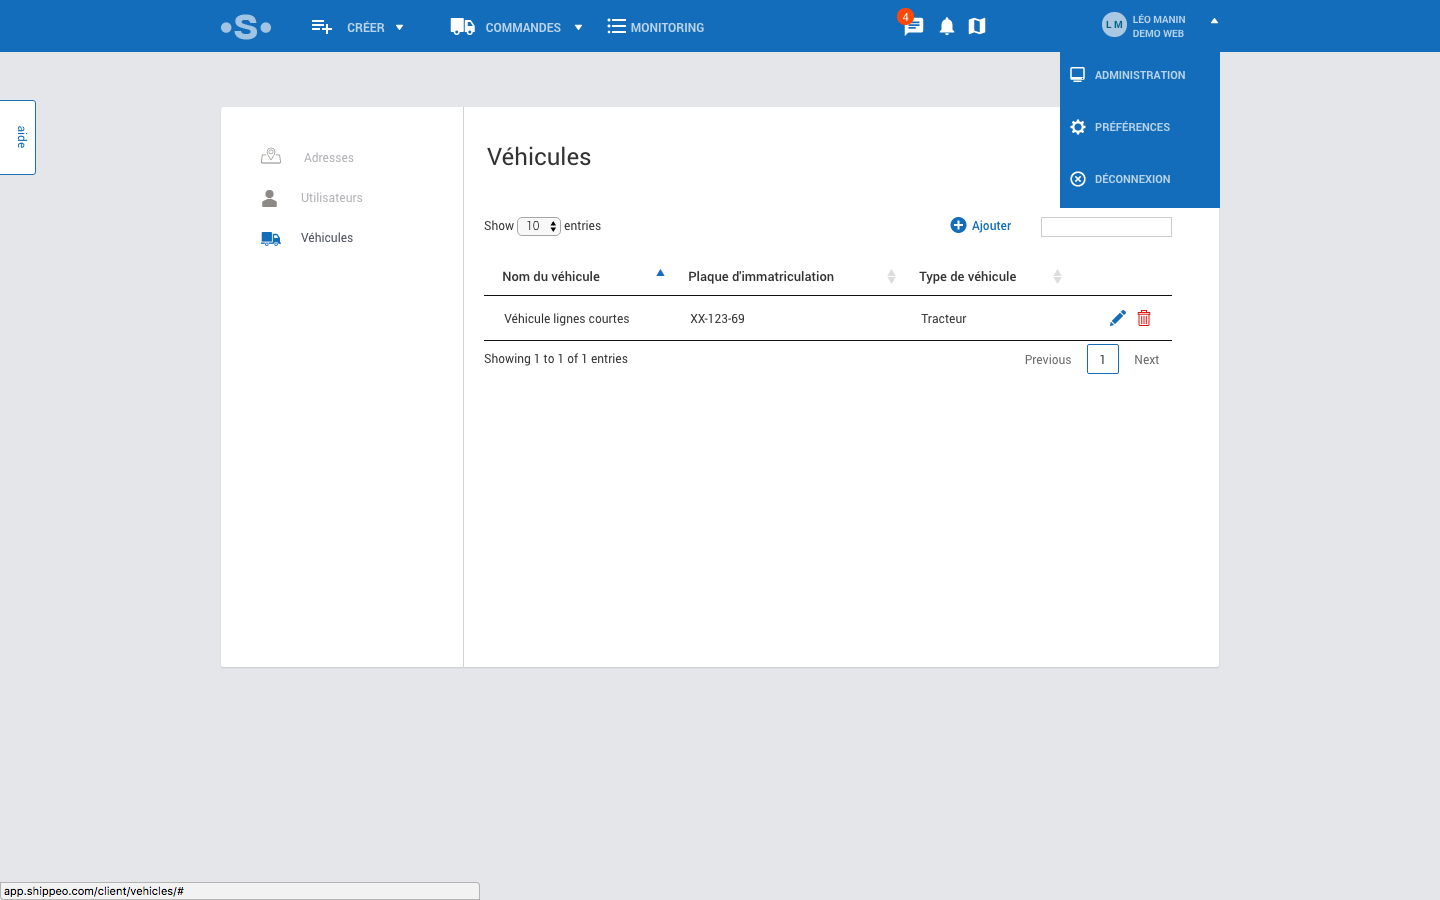 S
CRÉER
COMMANDES
MONITORING
4
L M
LÉO MANIN
DEMO WEB
ADMINISTRATION
PRÉFÉRENCES
DÉCONNEXION
aide
Adresses
Utilisateurs
Véhicules
Véhicules
Show 10 entries
Ajouter
Nom du véhicule Plaque d'immatriculation Type de véhicule
Véhicule lignes courtes XX-123-69 Tracteur
Showing 1 to 1 of 1 entries
Previous 1 Next
app.shippeo.com/client/vehicles/#